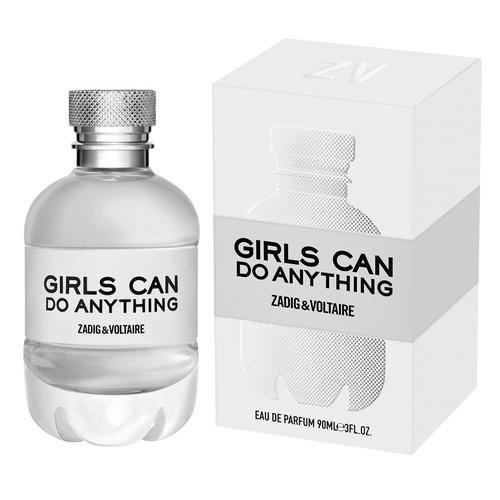 GIRLS CAN
DO ANYTHING
ZADIG&VOLTAIRE
ZV
GIRLS CAN
DO ANYTHING
ZADIG&VOLTAIRE
EAU DE PARFUM 90ML℮3FL.OZ.